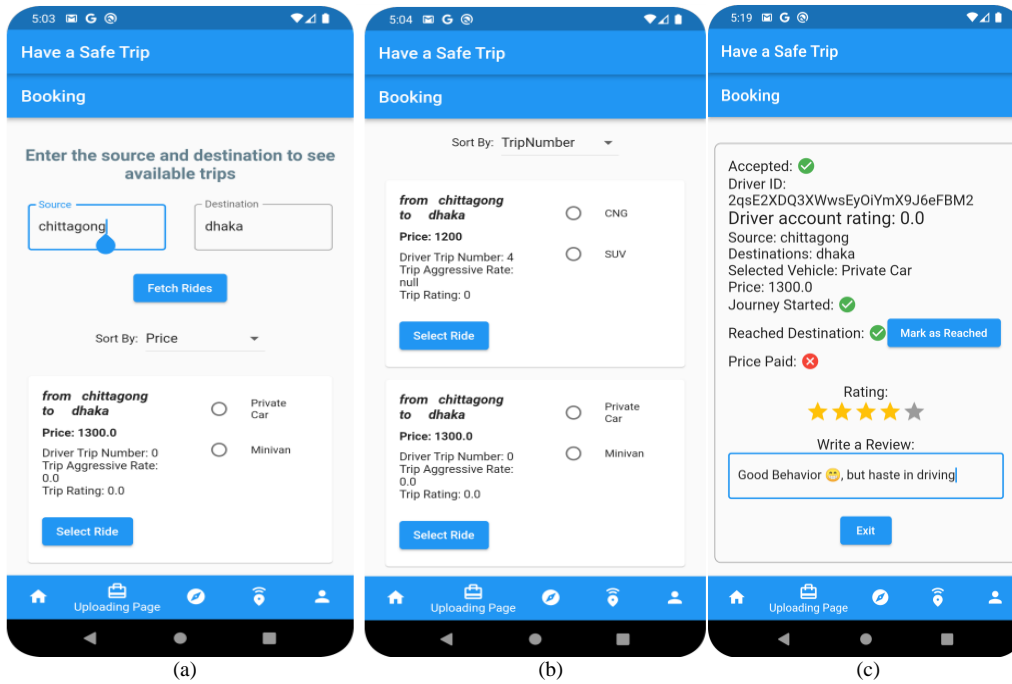 5:03
Have a Safe Trip
Booking
Enter the source and destination to see
available trips
Source
chittagong
Destination
dhaka
Fetch Rides
Sort By: Price
from chittagong
to dhaka
Price: 1300.0
Driver Trip Number: 0
Trip Aggressive Rate:
0.0
Trip Rating: 0.0
Private
Car
Minivan
Select Ride
Uploading Page
(a)
5:04
Have a Safe Trip
Booking
Sort By: TripNumber
from chittagong
to dhaka
Price: 1200
Driver Trip Number: 4
Trip Aggressive Rate:
null
Trip Rating: 0
CNG
SUV
Select Ride
from chittagong
to dhaka
Price: 1300.0
Driver Trip Number: 0
Trip Aggressive Rate:
0.0
Trip Rating: 0.0
Private
Car
Minivan
Select Ride
Uploading Page
(b)
5:19
Have a Safe Trip
Booking
Accepted: ✅
Driver ID:
2qsE2XDQ3XWwsEyOiYmX9J6eFBM2
Driver account rating: 0.0
Source: chittagong
Destinations: dhaka
Selected Vehicle: Private Car
Price: 1300.0
Journey Started: ✅
Reached Destination: ✅ Mark as Reached
Price Paid: ❌
Rating:
Write a Review:
Good Behavior 😁, but haste in driving
Exit
Uploading Page
(c)